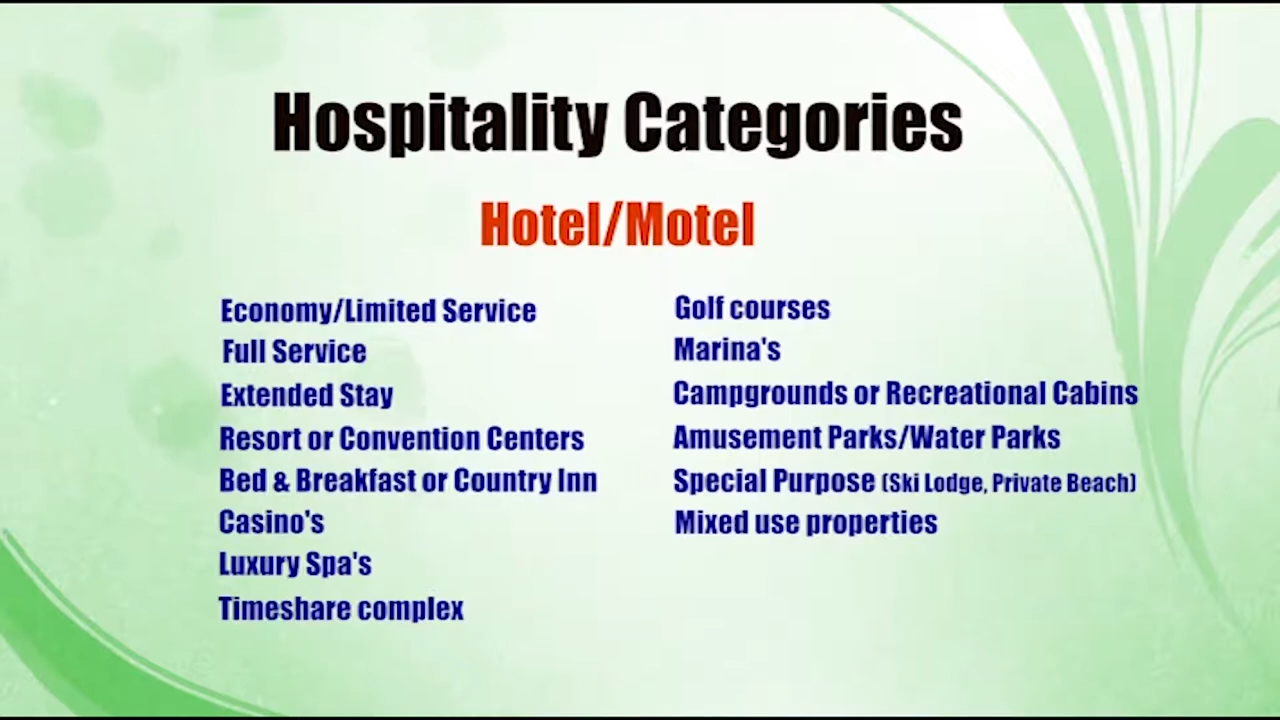 Hospitality Categories
Hotel/Motel
Economy/Limited Service
Full Service
Extended Stay
Resort or Convention Centers
Bed & Breakfast or Country Inn
Casino's
Luxury Spa's
Timeshare complex
Golf courses
Marina's
Campgrounds or Recreational Cabins
Amusement Parks/Water Parks
Special Purpose (Ski Lodge, Private Beach)
Mixed use properties